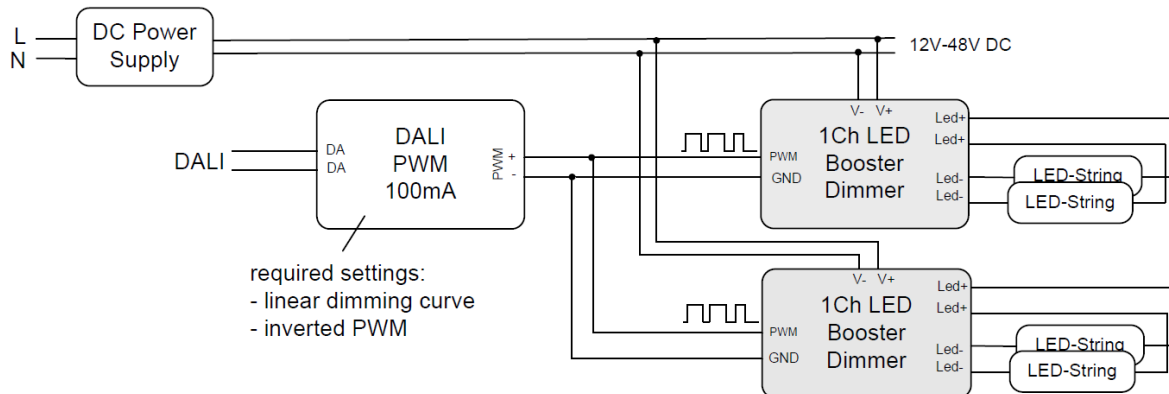 L
N
DC Power
Supply
12V-48V DC
DALI
DA
DA
DALI
PWM
100mA
PWM
+
-
required settings:
- linear dimming curve
- inverted PWM
V- V+
PWM
GND
1Ch LED
Booster
Dimmer
Led+
Led+
Led-
Led-
LED-String
LED-String
V- V+
PWM
GND
1Ch LED
Booster
Dimmer
Led+
Led+
Led-
Led-
LED-String
LED-String